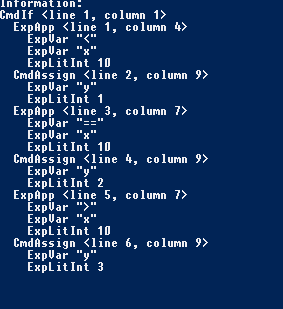 Information:
CmdIf <line 1, column 1>
ExpApp <line 1, column 4>
ExpVar "<"
ExpVar "x"
ExpLitInt 10
CmdAssign <line 2, column 9>
ExpVar "y"
ExpLitInt 1
ExpApp <line 3, column 7>
ExpVar "=="
ExpVar "x"
ExpLitInt 10
CmdAssign <line 4, column 9>
ExpVar "y"
ExpLitInt 2
ExpApp <line 5, column 7>
ExpVar ">"
ExpVar "x"
ExpLitInt 10
CmdAssign <line 6, column 9>
ExpVar "y"
ExpLitInt 3